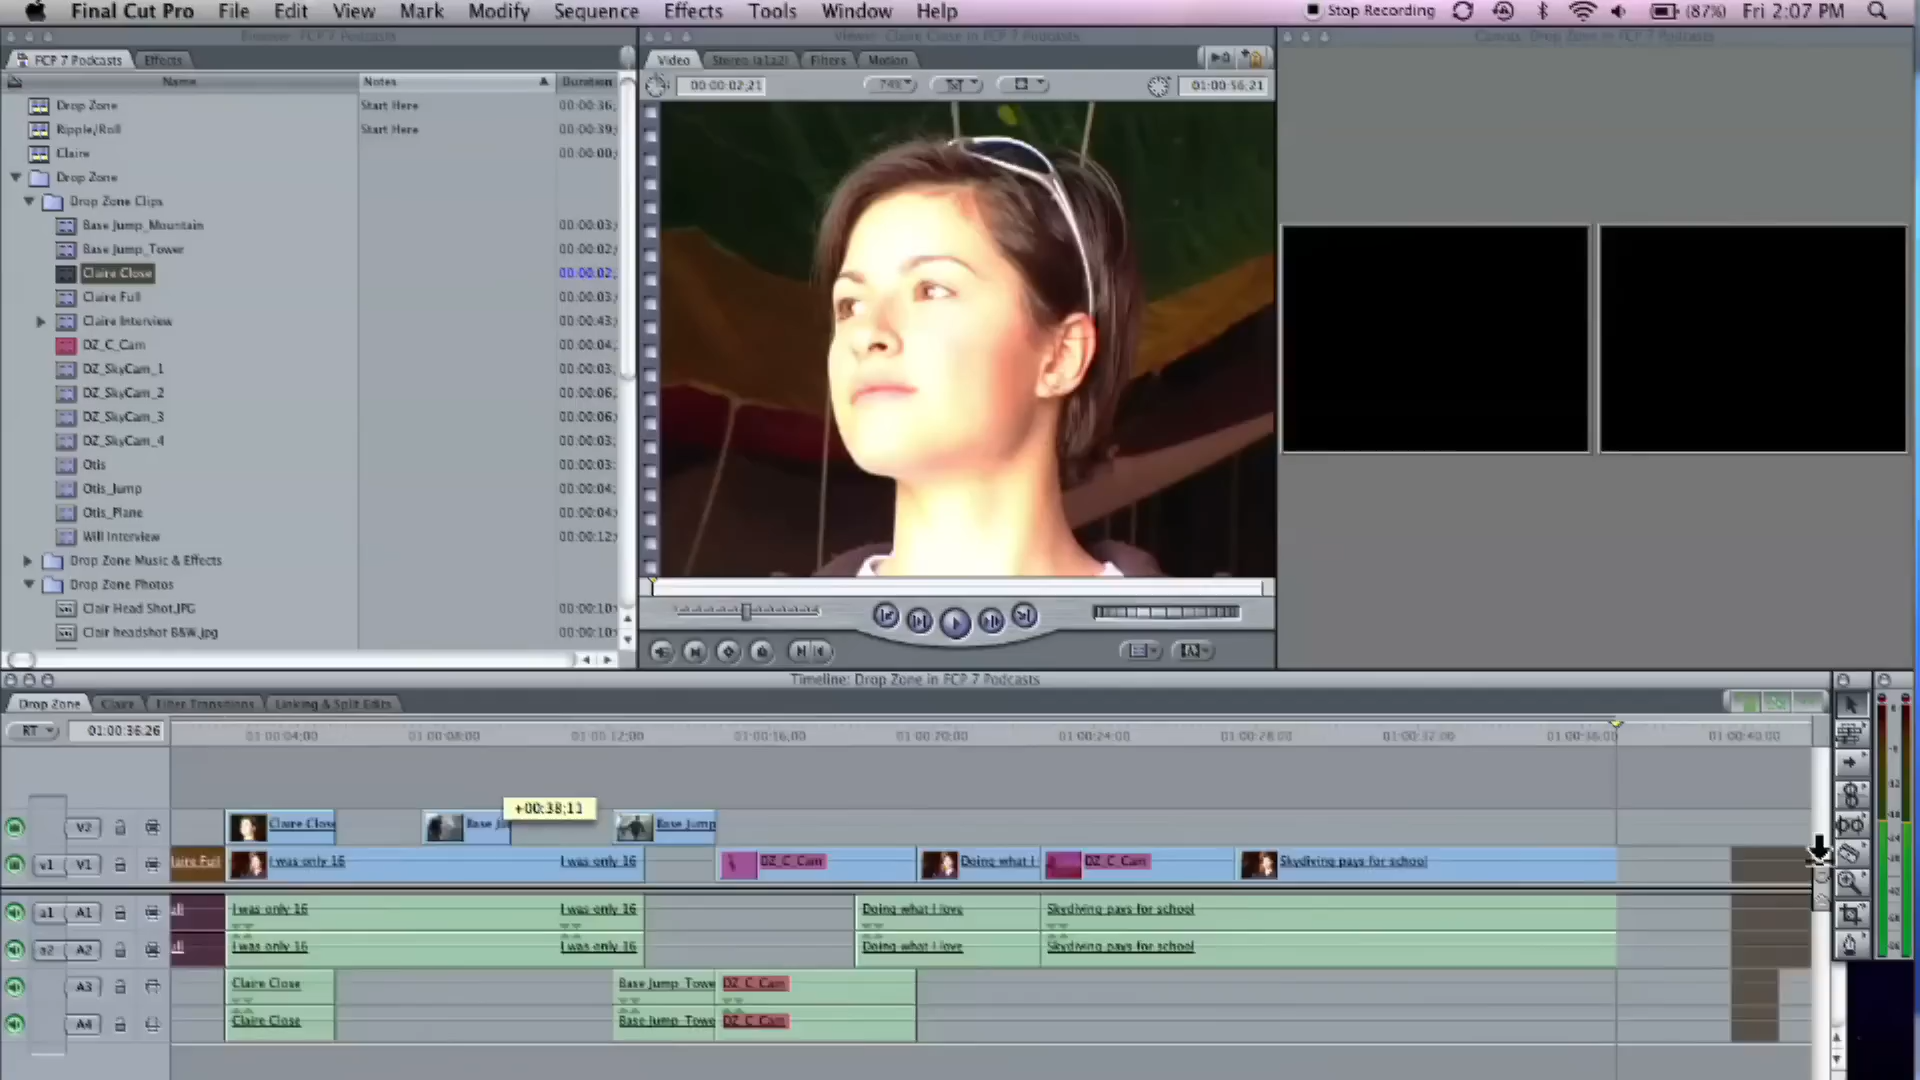 Final Cut Pro File Edit View Mark Modify Sequence Effects Tools Window Help Stop Recording (87%) Fri 2:07 PM
Browser: FCP 7 Podcasts
Viewer: Claire Close in FCP 7 Podcasts
Canvas: Drop Zone in FCP 7 Podcasts
FCP 7 Podcasts Effects
Video Stereo (a1a2) Filters Motion
Name Notes Duration
00:00:02;21 74% 01:00:56;21
Drop Zone Start Here 00:00:36;
Ripple/Roll Start Here 00:00:39;
Claire 00:00:00;
Drop Zone
Drop Zone Clips
Base Jump_Mountain 00:00:03;
Base Jump_Tower 00:00:02;
Claire Close 00:00:02;
Claire Full 00:00:03;
Claire Interview 00:00:43;
DZ_C_Cam 00:00:04;
DZ_SkyCam_1 00:00:03;
DZ_SkyCam_2 00:00:06;
DZ_SkyCam_3 00:00:06;
DZ_SkyCam_4 00:00:03;
Otis 00:00:03;
Otis_Jump 00:00:04;
Otis_Plane 00:00:04;
Will Interview 00:00:12;
Drop Zone Music & Effects
Drop Zone Photos
Clair Head Shot.JPG 00:00:10;
Clair headshot B&W.jpg 00:00:10;
Timeline: Drop Zone in FCP 7 Podcasts
Drop Zone Claire Filter Transitions Linking & Split Edits
RT 01:00:36;26 01:00:04;00 01:00:08;00 01:00:12;00 01:00:16;00 01:00:20;00 01:00:24;00 01:00:28;00 01:00:32;00 01:00:36;00 01:00:40;00
+00:38;11
V2 Claire Close Base Ju Base Jump
v1 V1 laire Full I was only 16 I was only 16 DZ_C_Cam Doing what I DZ_C_Cam Skydiving pays for school
a1 A1 I was only 16 I was only 16 Doing what I love Skydiving pays for school
a2 A2 I was only 16 I was only 16 Doing what I love Skydiving pays for school
A3 Claire Close Base Jump_Towe DZ_C_Cam
A4 Claire Close Base Jump_Towe DZ_C_Cam